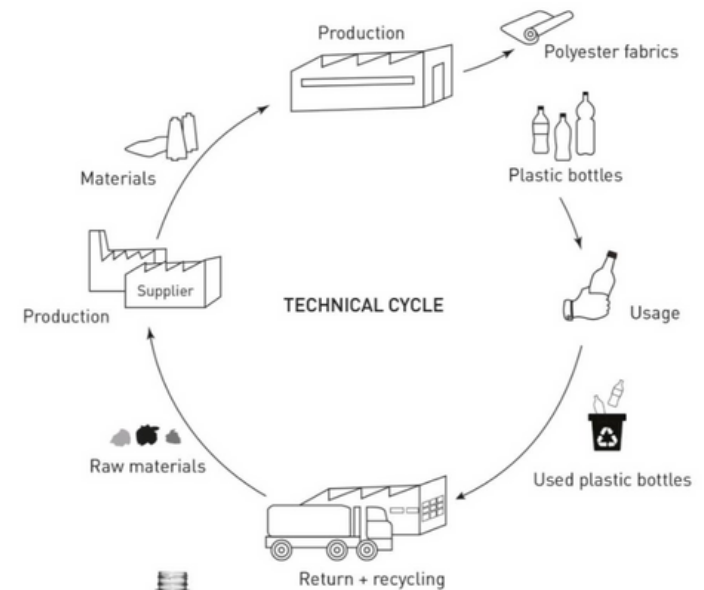 Production
Polyester fabrics
Plastic bottles
Materials
Supplier
Production
TECHNICAL CYCLE
Usage
Raw materials
Used plastic bottles
Return + recycling